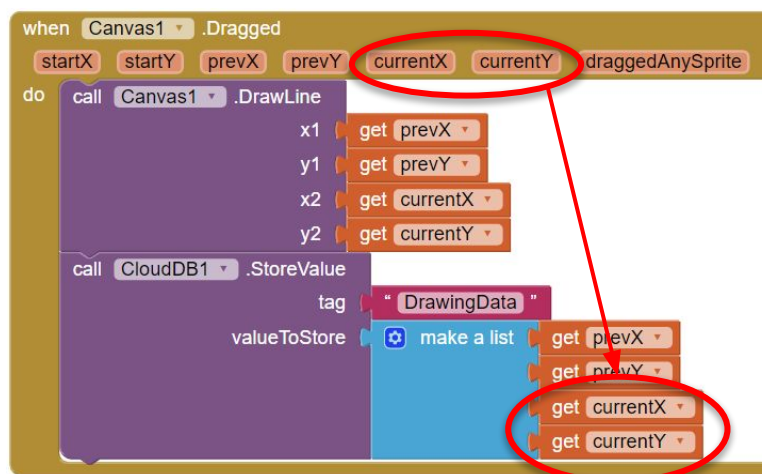 when Canvas1 .Dragged
startX startY prevX prevY currentX currentY draggedAnySprite
do call Canvas1 .DrawLine
x1 get prevX
y1 get prevY
x2 get currentX
y2 get currentY
call CloudDB1 .StoreValue
tag " DrawingData "
valueToStore make a list get prevX
get prevY
get currentX
get currentY